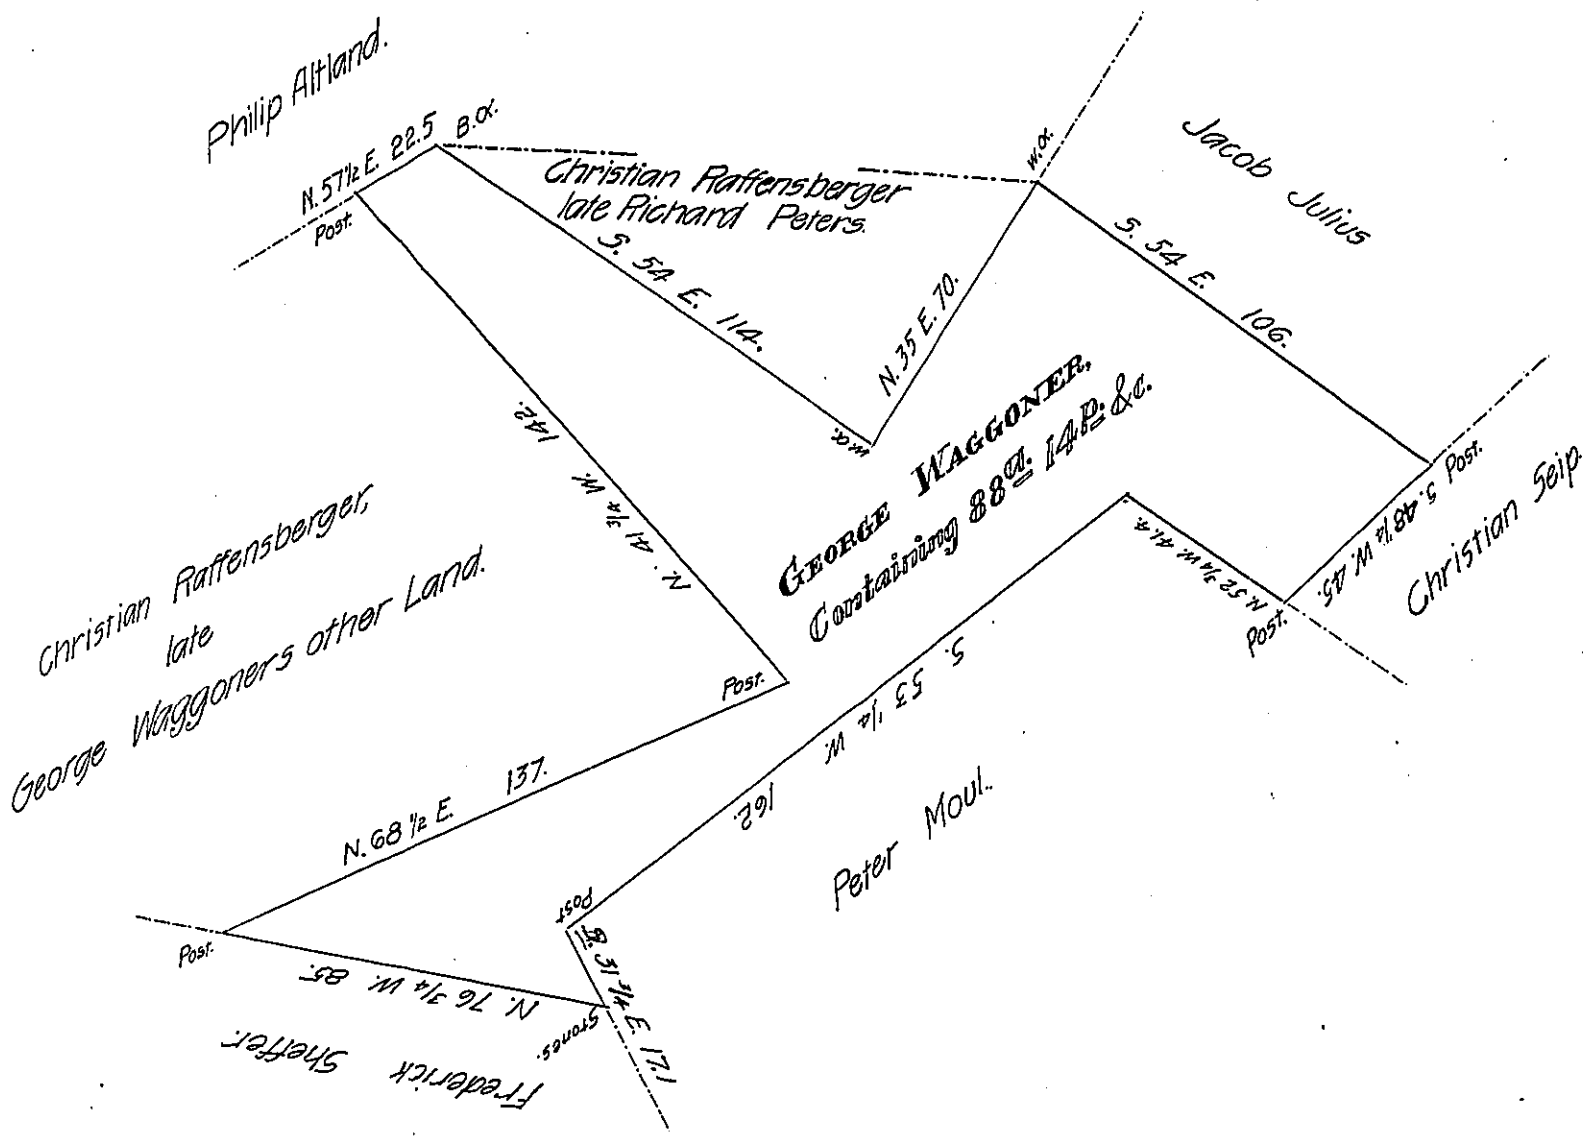 Philip Altland.
N. 57½ E. 22.5
B.O.
Post.
Christian Raffensberger
late Richard Peters.
W.O.
Jacob Julius
S. 54 E. 114.
N. 35 E. 70.
S. 54 E. 106.
W.O.
GEORGE WAGGONER,
Containing 88a. 14p. &c.
Post.
S. 48¼ W. 45.
Christian Seip.
N. 52¾ W. 41.4.
Post.
N. 41¾ W. 142.
Christian Raffensberger,
late
George Waggoners other Land.
Post.
N. 68½ E. 137.
S. 53¼ W. 162.
Peter Moul.
Post
31¾ E. 17.1
Post.
N. 76¾ W. 85.
Stones.
Frederick Sheffer.